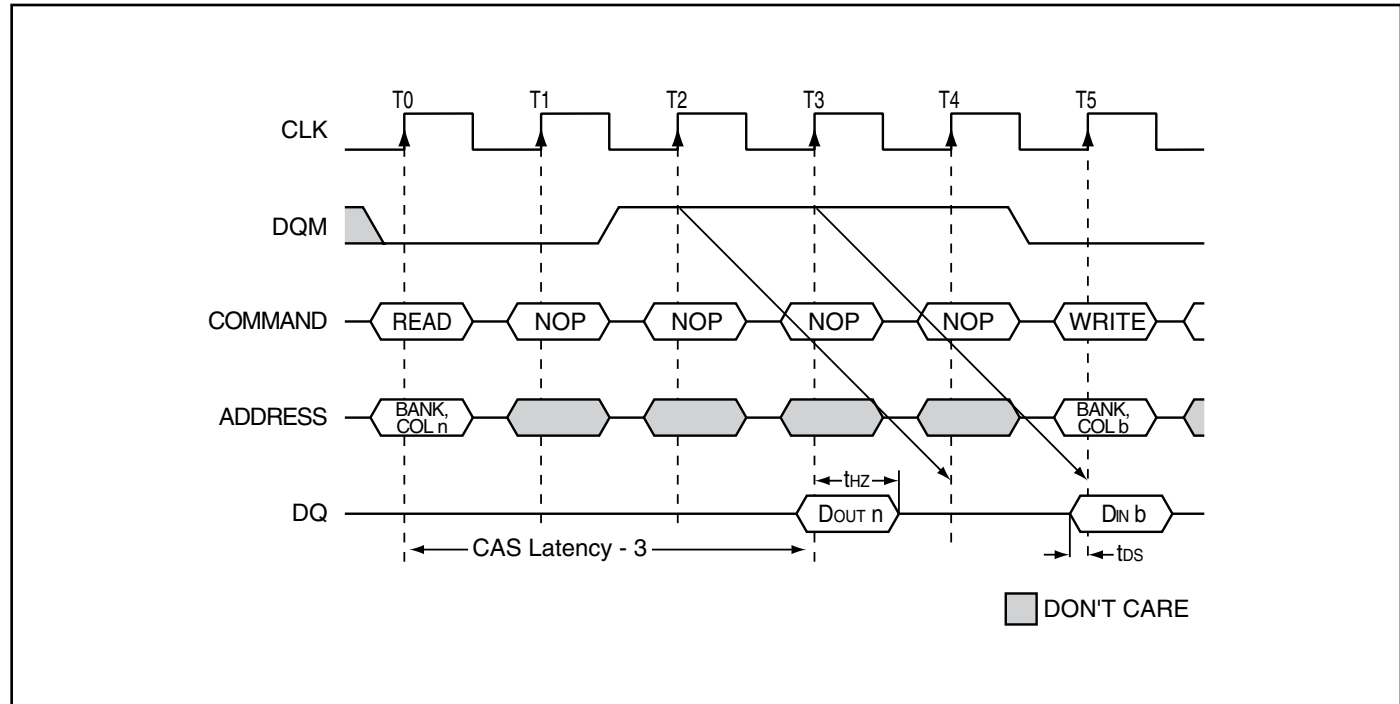 T0 T1 T2 T3 T4 T5
CLK
DQM
COMMAND READ NOP NOP NOP NOP WRITE
ADDRESS BANK, COL n BANK, COL b
tHZ
DQ DOUT n DIN b
CAS Latency - 3 tDS
DON'T CARE